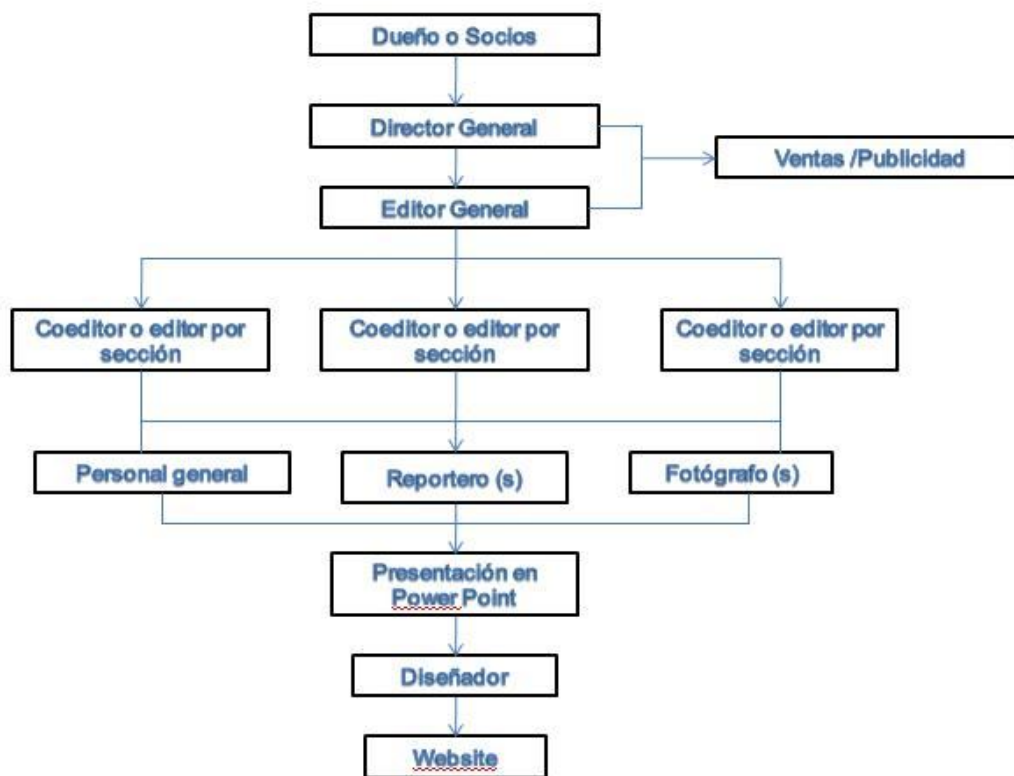 Dueño o Socios
Director General
Ventas /Publicidad
Editor General
Coeditor o editor por
sección
Coeditor o editor por
sección
Coeditor o editor por
sección
Personal general
Reportero (s)
Fotógrafo (s)
Presentación en
Power Point
Diseñador
Website